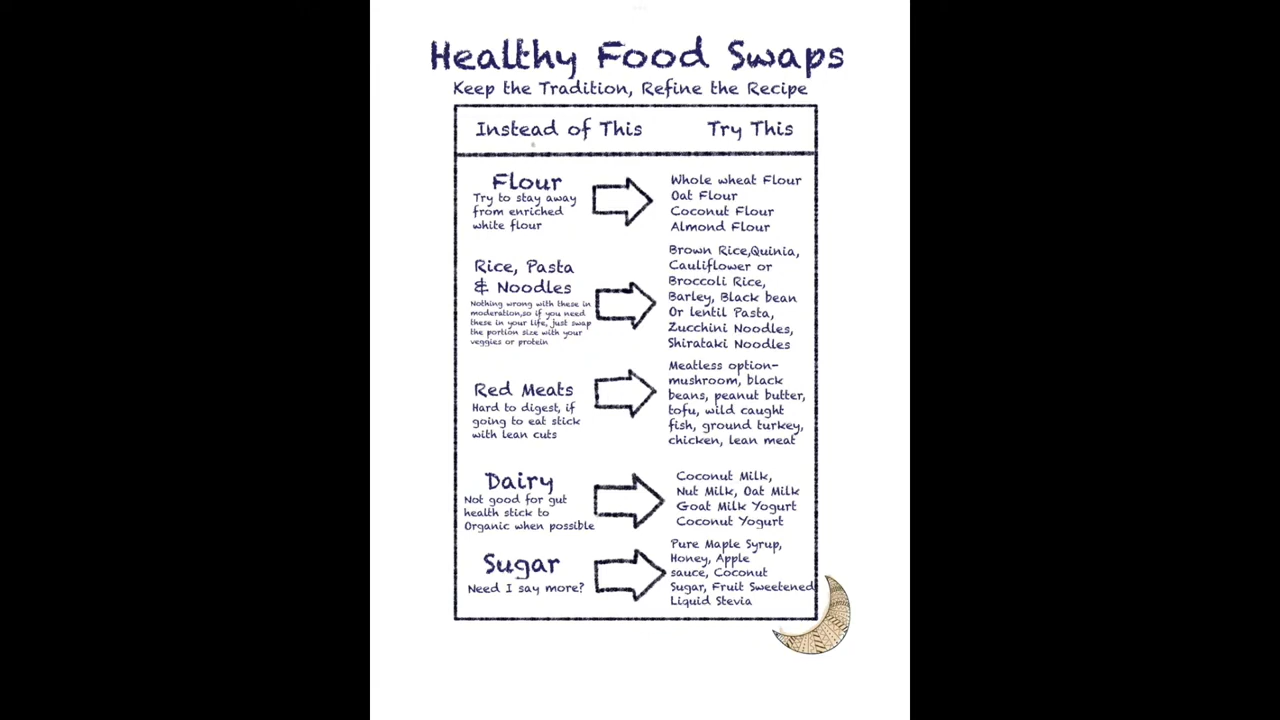 Healthy Food Swaps
Keep the Tradition, Refine the Recipe
Instead of This
Try This
Flour
Try to stay away
from enriched
white flour
Whole wheat Flour
Oat Flour
Coconut Flour
Almond Flour
Rice, Pasta
& Noodles
Nothing wrong with these in
moderation,so if you need
these in your life, just swap
the portion size with your
veggies or protein
Brown Rice,Quinia,
Cauliflower or
Broccoli Rice,
Barley, Black bean
Or lentil Pasta,
Zucchini Noodles,
Shirataki Noodles
Red Meats
Hard to digest, if
going to eat stick
with lean cuts
Meatless option-
mushroom, black
beans, peanut butter,
tofu, wild caught
fish, ground turkey,
chicken, lean meat
Dairy
Not good for gut
health stick to
Organic when possible
Coconut Milk,
Nut Milk, Oat Milk
Goat Milk Yogurt
Coconut Yogurt
Sugar
Need I say more?
Pure Maple Syrup,
Honey, Apple
sauce, Coconut
Sugar, Fruit Sweetened
Liquid Stevia